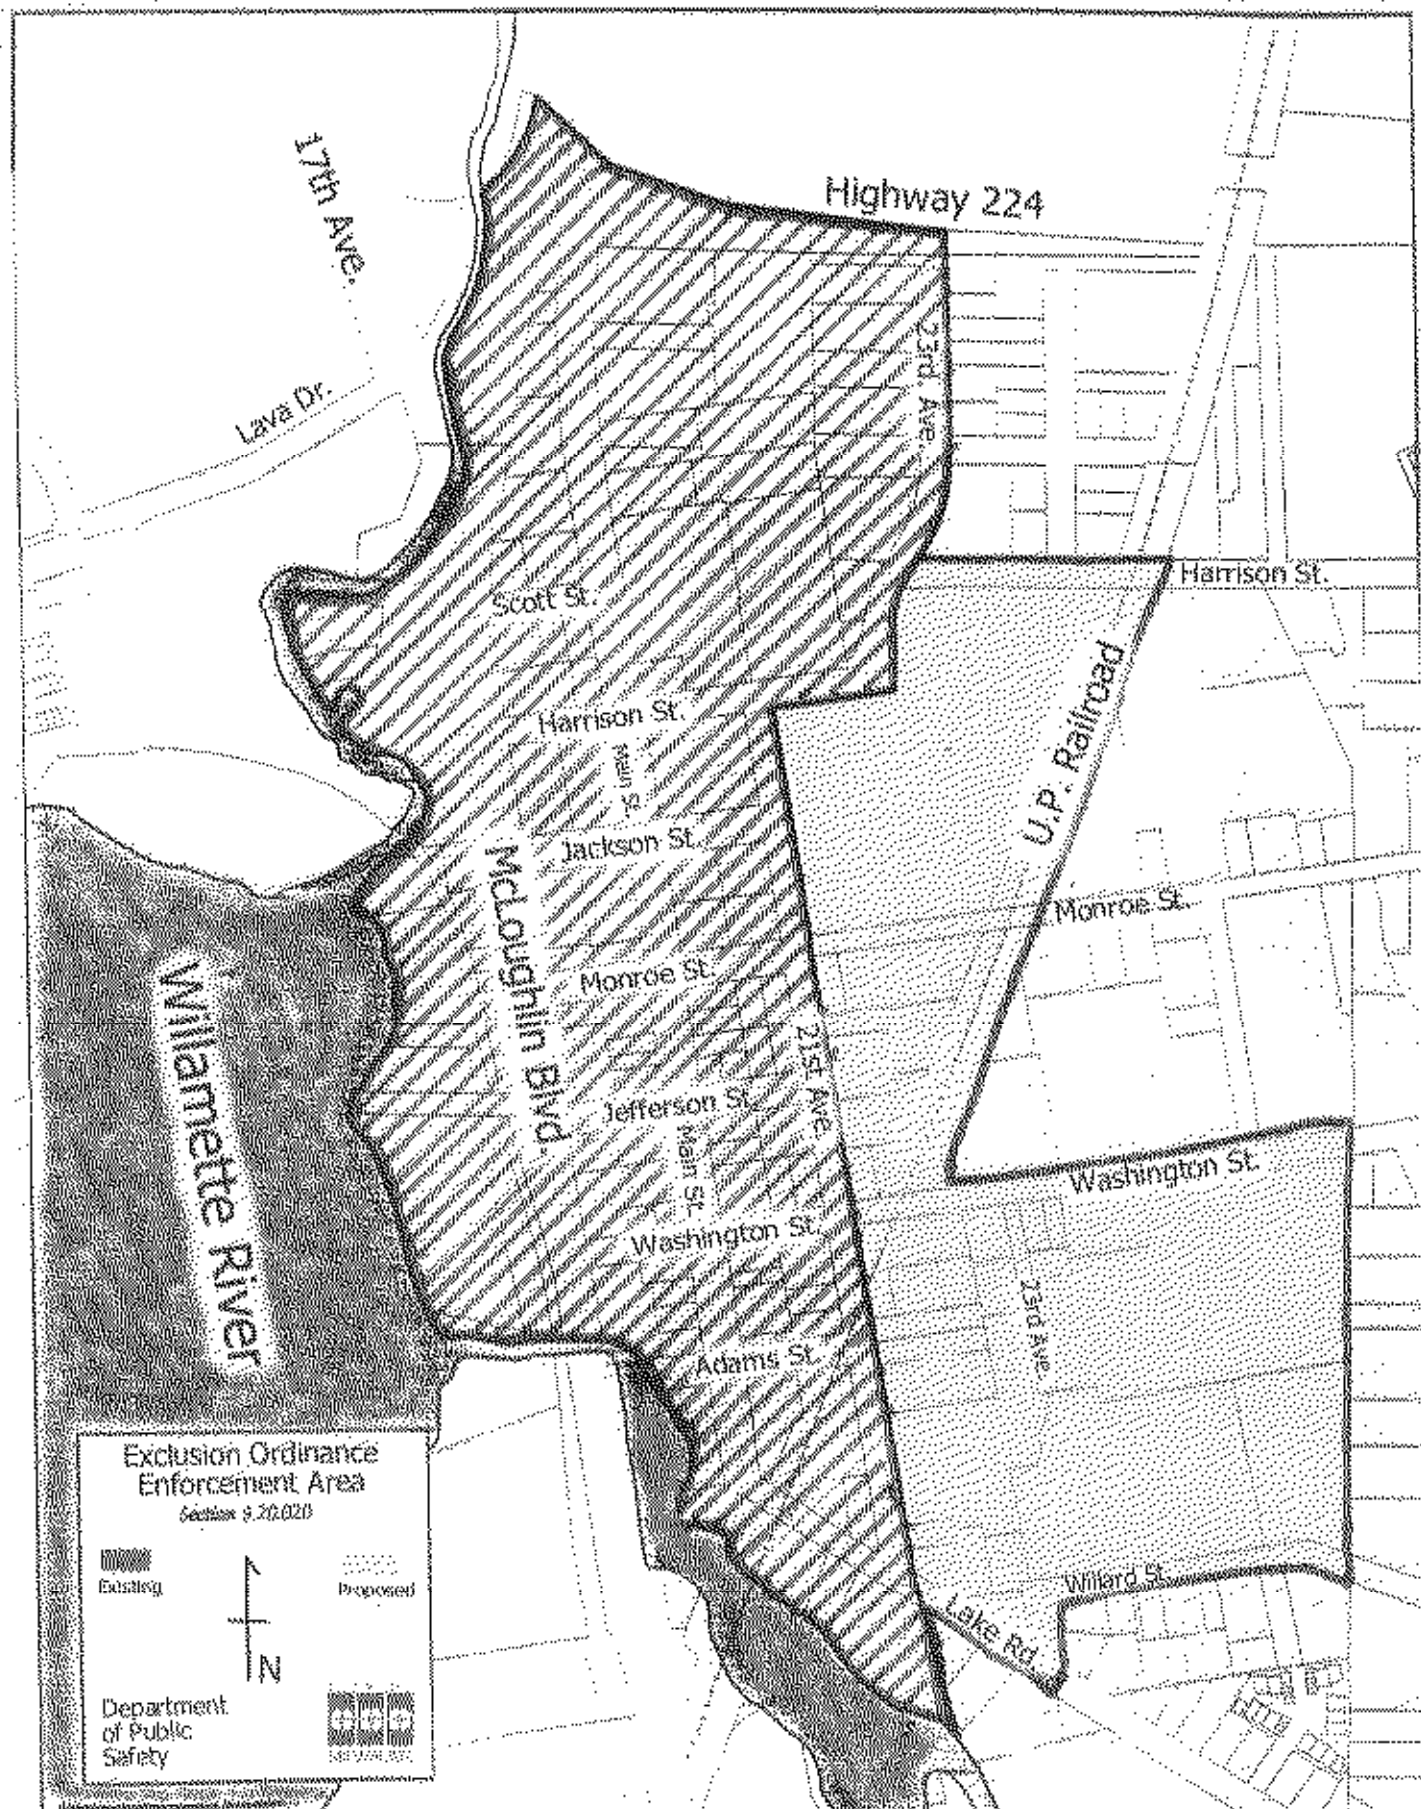 17th Ave.
Highway 224
23rd. Ave.
Lava Dr.
Harrison St.
Scott St.
U.P. Railroad
Harrison St.
Main St.
Jackson St.
McLoughlin Blvd.
Monroe St.
Monroe St.
Willamette River
21st Ave
Jefferson St.
Main St.
Washington St.
Washington St.
23rd Ave
Adams St.
Willard St.
Lake Rd
Exclusion Ordinance
Enforcement Area
Section 9.20.020
Existing
Proposed
N
Department
of Public
Safety